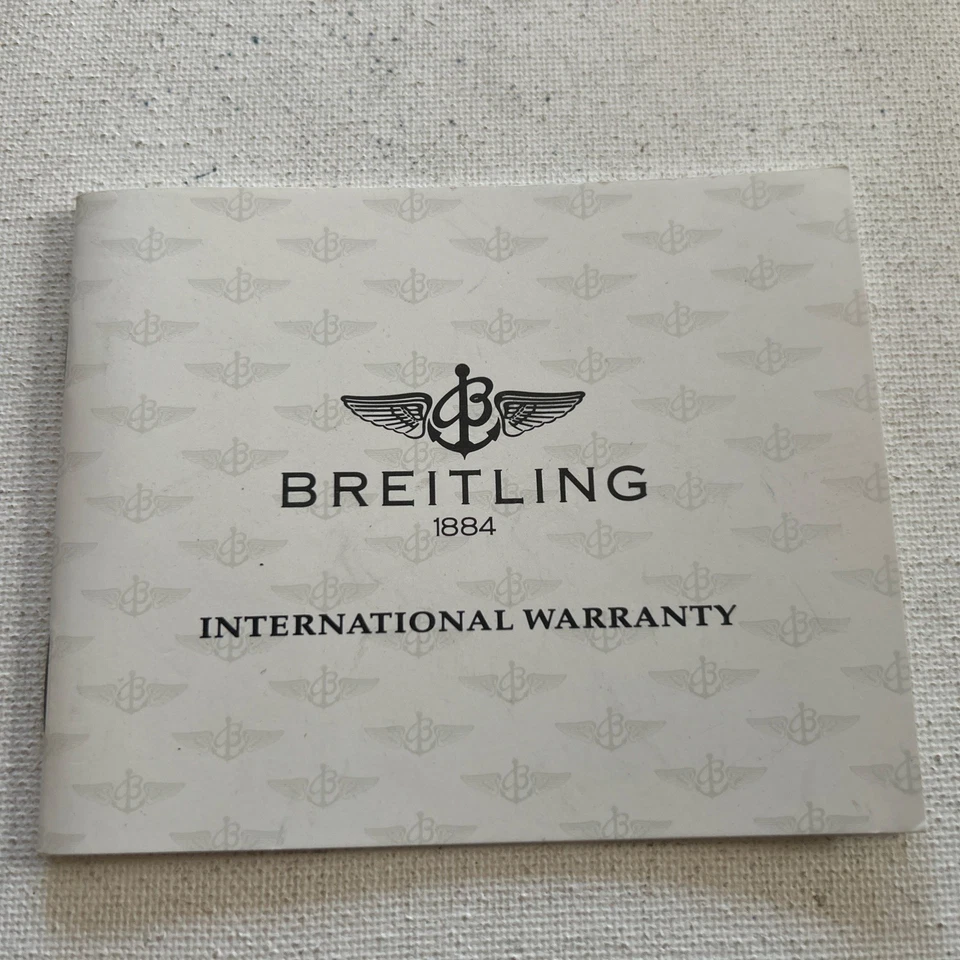 BREITLING
1884
INTERNATIONAL WARRANTY